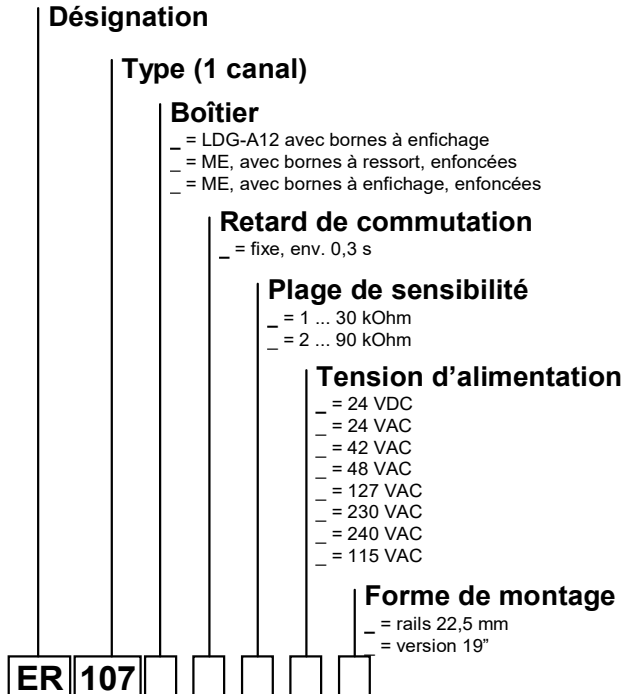 Désignation
Type (1 canal)
Boîtier
_ = LDG-A12 avec bornes à enfichage
_ = ME, avec bornes à ressort, enfoncées
_ = ME, avec bornes à enfichage, enfoncées
Retard de commutation
_ = fixe, env. 0,3 s
Plage de sensibilité
_ = 1 ... 30 kOhm
_ = 2 ... 90 kOhm
Tension d’alimentation
_ = 24 VDC
_ = 24 VAC
_ = 42 VAC
_ = 48 VAC
_ = 127 VAC
_ = 230 VAC
_ = 240 VAC
_ = 115 VAC
Forme de montage
_ = rails 22,5 mm
_ = version 19”
ER 107